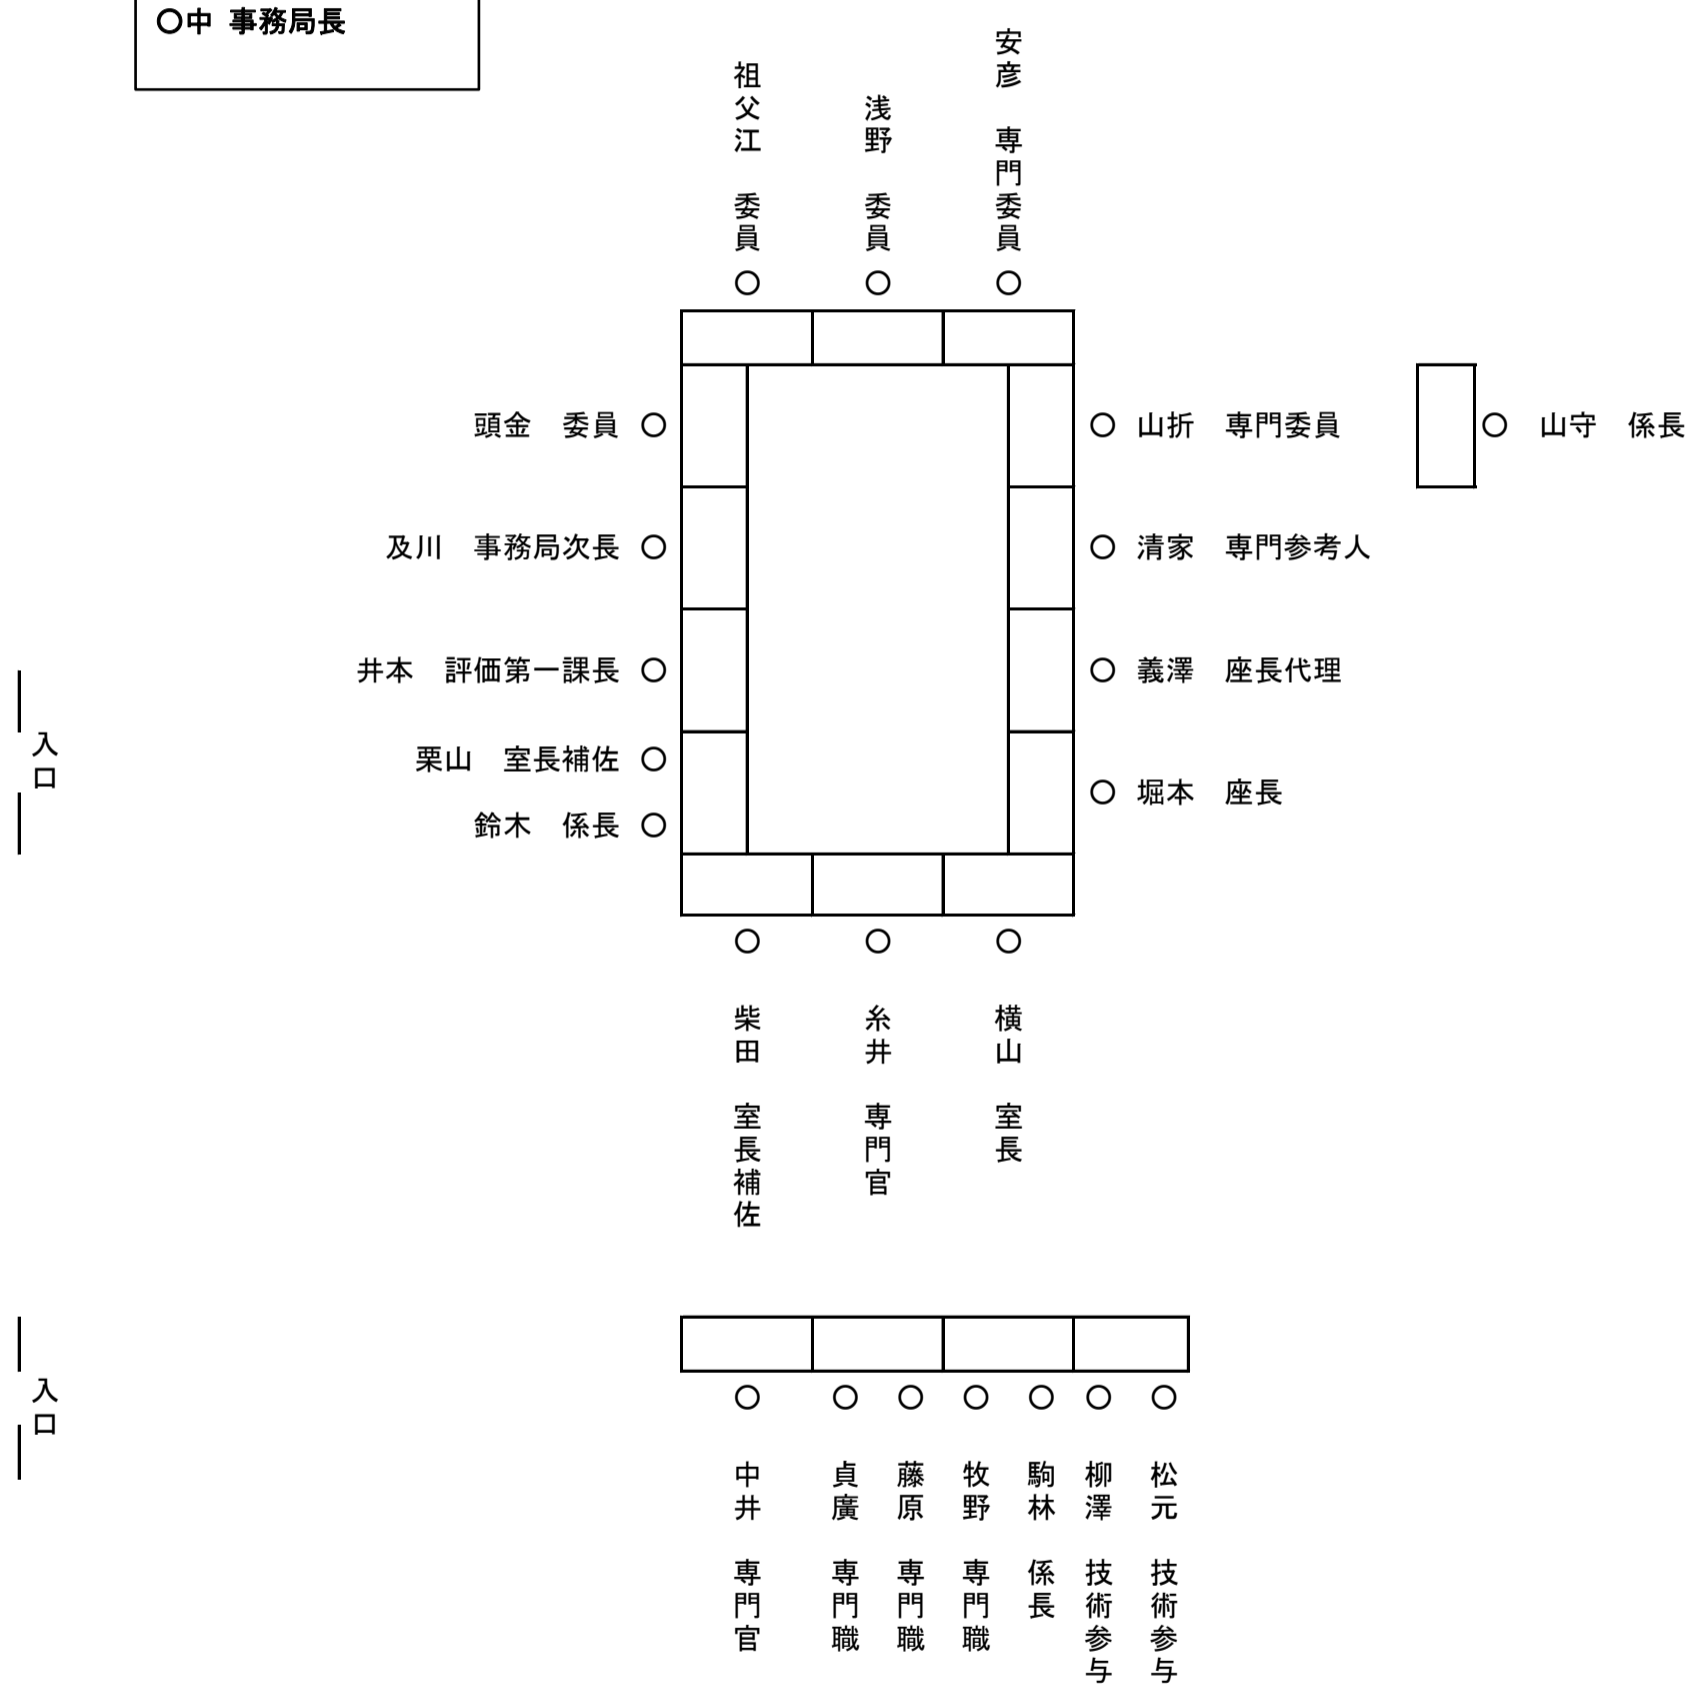 ○中 事務局長
祖父江 委員
浅野 委員
安彦 専門委員
頭金 委員
山折 専門委員
山守 係長
及川 事務局次長
清家 専門参考人
井本 評価第一課長
義澤 座長代理
入口
栗山 室長補佐
堀本 座長
鈴木 係長
柴田 室長補佐
糸井 専門官
横山 室長
入口
中井 専門官
貞廣 専門職
藤原 専門職
牧野 専門職
駒林 係長
柳澤 技術参与
松元 技術参与